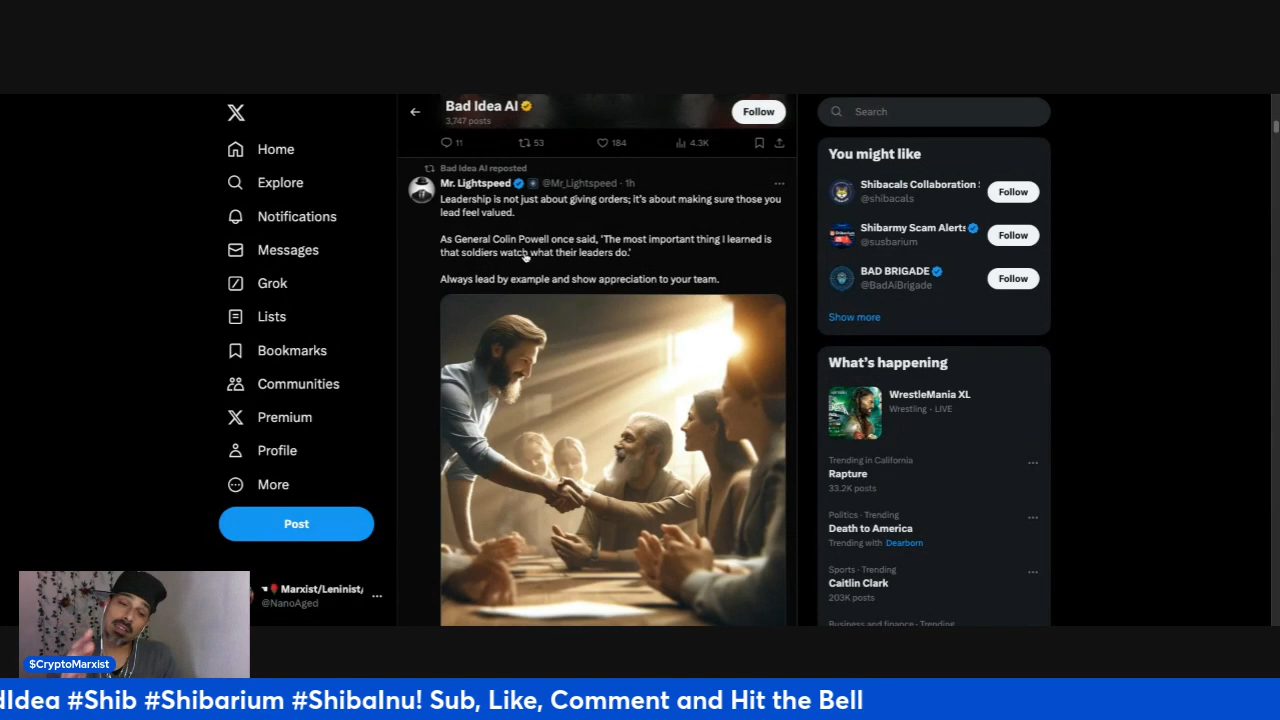 Home
Explore
Notifications
Messages
Grok
Lists
Bookmarks
Communities
Premium
Profile
More
Post
Marxist/Leninist/
@NanoAged
$CryptoMarxist
Bad Idea AI
3,747 posts
Follow
11 53 184 4.3K
Bad Idea AI reposted
Mr. Lightspeed @Mr_Lightspeed · 1h
Leadership is not just about giving orders; it's about making sure those you
lead feel valued.
As General Colin Powell once said, 'The most important thing I learned is
that soldiers watch what their leaders do.'
Always lead by example and show appreciation to your team.
Search
You might like
Shibacals Collaboration
@shibacals
Follow
Shibarmy Scam Alerts
@susbarium
Follow
BAD BRIGADE
@BadAiBrigade
Follow
Show more
What's happening
WrestleMania XL
Wrestling · LIVE
Trending in California
Rapture
33.2K posts
Politics · Trending
Death to America
Trending with Dearborn
Sports · Trending
Caitlin Clark
203K posts
Business and finance · Trending
dIdea #Shib #Shibarium #ShibaInu! Sub, Like, Comment and Hit the Bell